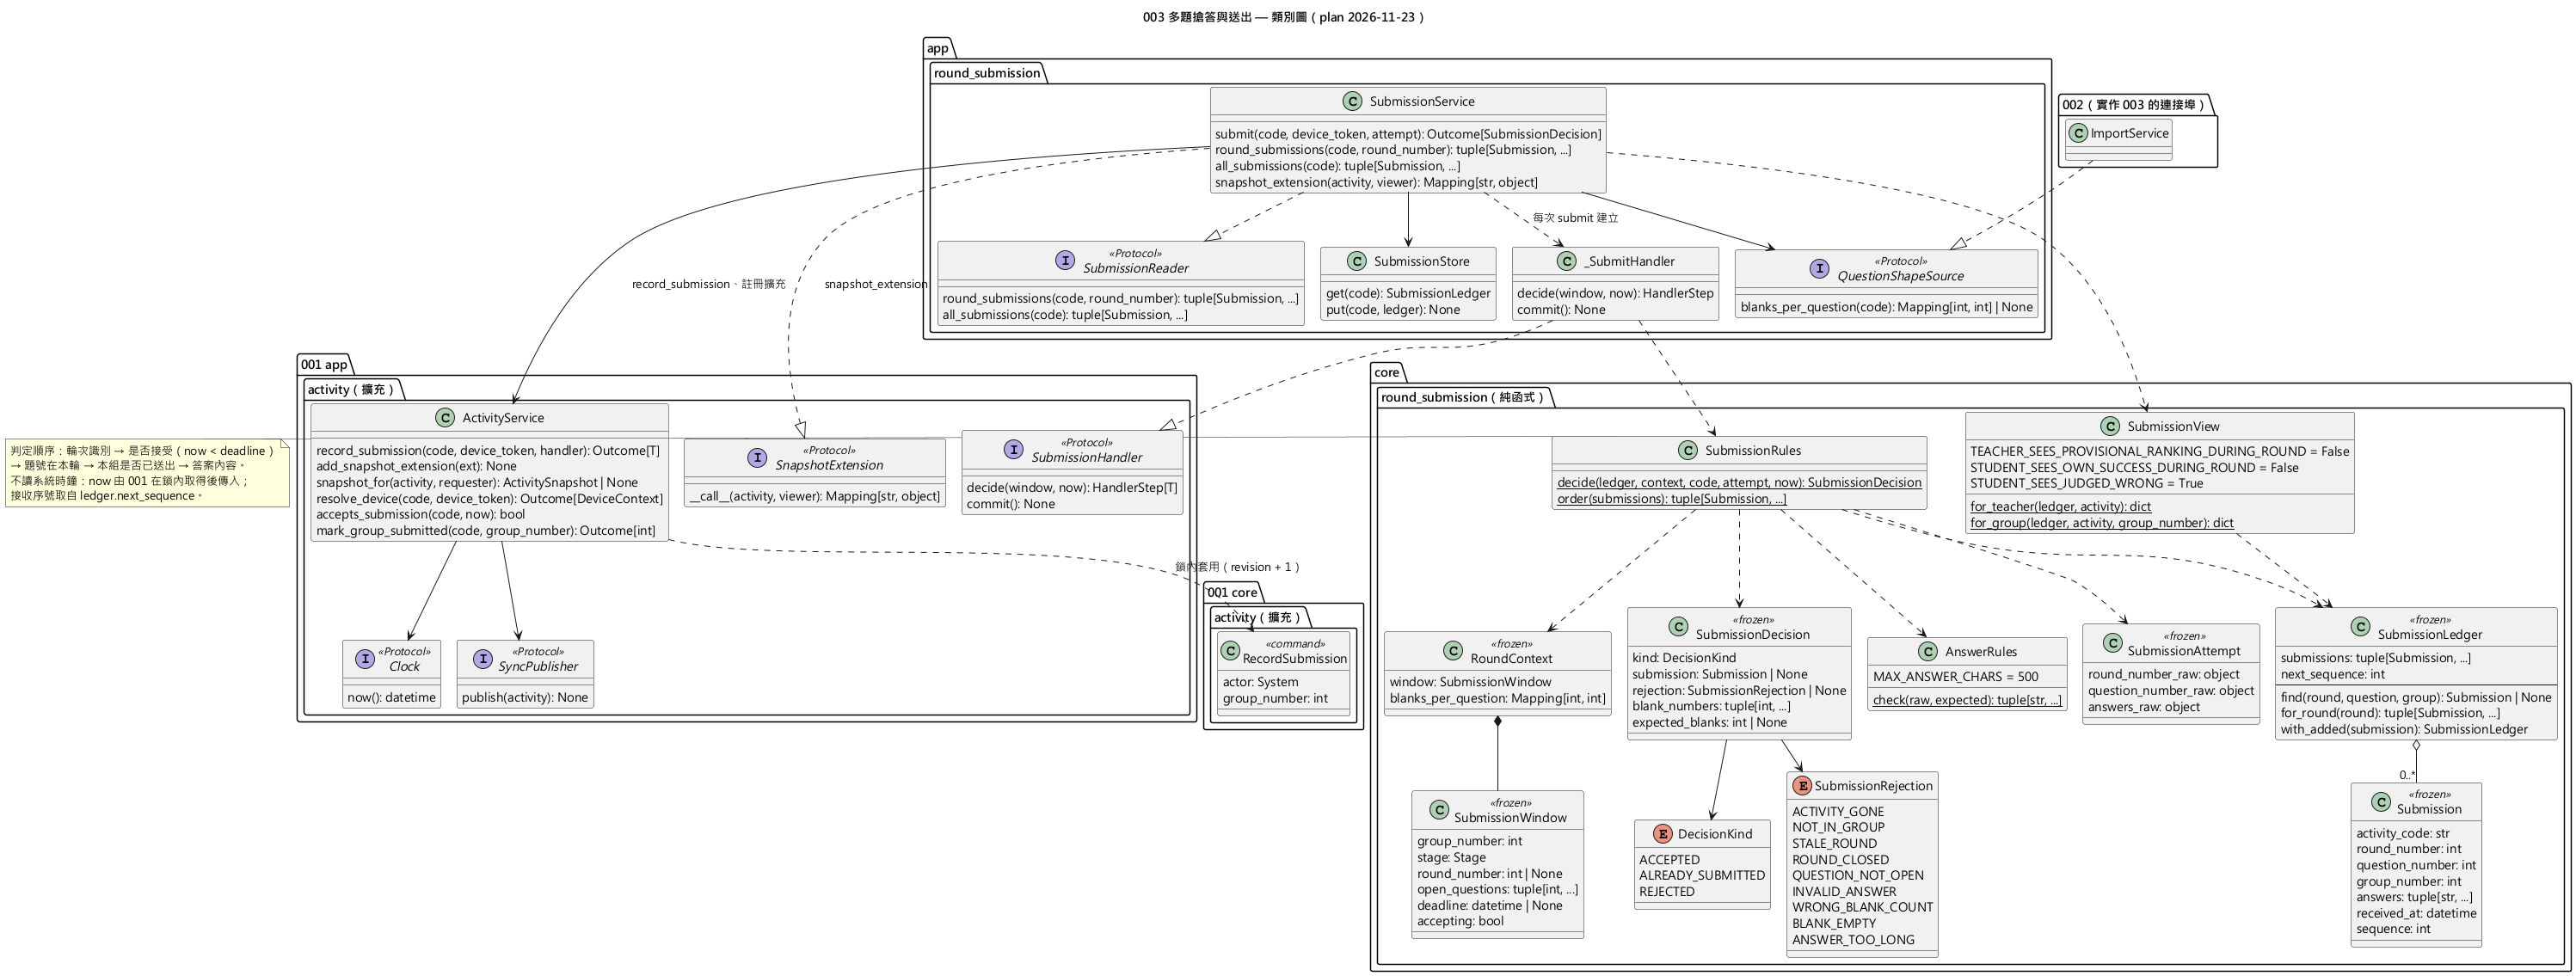 003 多題搶答與送出 — 類別圖（plan 2026-11-23）
app
round_submission
C SubmissionService
submit(code, device_token, attempt): Outcome[SubmissionDecision]
round_submissions(code, round_number): tuple[Submission, ...]
all_submissions(code): tuple[Submission, ...]
snapshot_extension(activity, viewer): Mapping[str, object]
002（實作 003 的連接埠）
C ImportService
每次 submit 建立
I «Protocol»
SubmissionReader
round_submissions(code, round_number): tuple[Submission, ...]
all_submissions(code): tuple[Submission, ...]
C SubmissionStore
get(code): SubmissionLedger
put(code, ledger): None
C _SubmitHandler
decide(window, now): HandlerStep
commit(): None
I «Protocol»
QuestionShapeSource
blanks_per_question(code): Mapping[int, int] | None
record_submission、註冊擴充
snapshot_extension
001 app
activity（擴充）
C ActivityService
record_submission(code, device_token, handler): Outcome[T]
add_snapshot_extension(ext): None
snapshot_for(activity, requester): ActivitySnapshot | None
resolve_device(code, device_token): Outcome[DeviceContext]
accepts_submission(code, now): bool
mark_group_submitted(code, group_number): Outcome[int]
I «Protocol»
SnapshotExtension
__call__(activity, viewer): Mapping[str, object]
I «Protocol»
SubmissionHandler
decide(window, now): HandlerStep[T]
commit(): None
判定順序：輪次識別 → 是否接受（now < deadline）
→ 題號在本輪 → 本組是否已送出 → 答案內容。
不讀系統時鐘：now 由 001 在鎖內取得後傳入；
接收序號取自 ledger.next_sequence。
I «Protocol»
Clock
now(): datetime
I «Protocol»
SyncPublisher
publish(activity): None
鎖內套用（revision + 1）
001 core
activity（擴充）
C «command»
RecordSubmission
actor: System
group_number: int
core
round_submission（純函式）
C SubmissionRules
decide(ledger, context, code, attempt, now): SubmissionDecision
order(submissions): tuple[Submission, ...]
C SubmissionView
TEACHER_SEES_PROVISIONAL_RANKING_DURING_ROUND = False
STUDENT_SEES_OWN_SUCCESS_DURING_ROUND = False
STUDENT_SEES_JUDGED_WRONG = True
for_teacher(ledger, activity): dict
for_group(ledger, activity, group_number): dict
C «frozen»
RoundContext
window: SubmissionWindow
blanks_per_question: Mapping[int, int]
C «frozen»
SubmissionDecision
kind: DecisionKind
submission: Submission | None
rejection: SubmissionRejection | None
blank_numbers: tuple[int, ...]
expected_blanks: int | None
C AnswerRules
MAX_ANSWER_CHARS = 500
check(raw, expected): tuple[str, ...]
C «frozen»
SubmissionAttempt
round_number_raw: object
question_number_raw: object
answers_raw: object
C «frozen»
SubmissionLedger
submissions: tuple[Submission, ...]
next_sequence: int
find(round, question, group): Submission | None
for_round(round): tuple[Submission, ...]
with_added(submission): SubmissionLedger
0..*
C «frozen»
SubmissionWindow
group_number: int
stage: Stage
round_number: int | None
open_questions: tuple[int, ...]
deadline: datetime | None
accepting: bool
E DecisionKind
ACCEPTED
ALREADY_SUBMITTED
REJECTED
E SubmissionRejection
ACTIVITY_GONE
NOT_IN_GROUP
STALE_ROUND
ROUND_CLOSED
QUESTION_NOT_OPEN
INVALID_ANSWER
WRONG_BLANK_COUNT
BLANK_EMPTY
ANSWER_TOO_LONG
C «frozen»
Submission
activity_code: str
round_number: int
question_number: int
group_number: int
answers: tuple[str, ...]
received_at: datetime
sequence: int